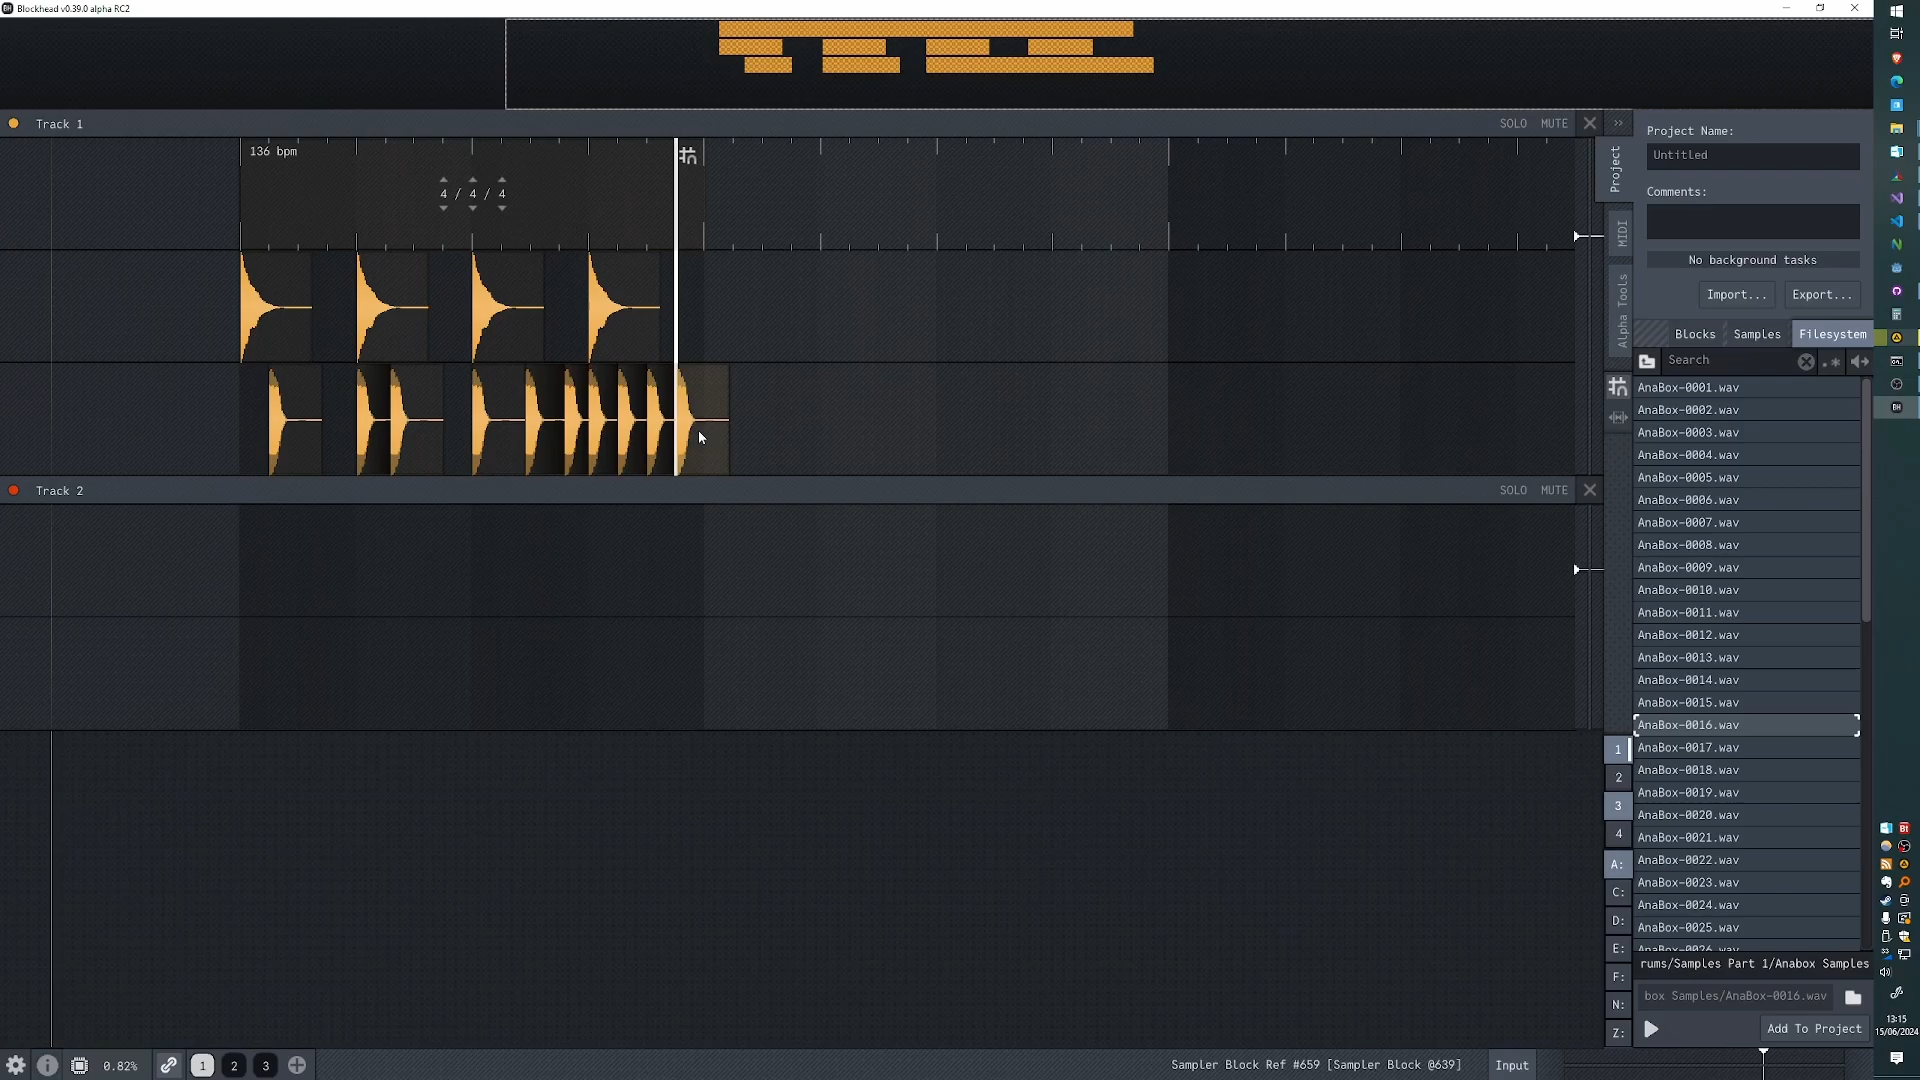 Blockhead v0.39.0 alpha RC2
Track 1
SOLO MUTE
136 bpm
4 / 4 / 4
Track 2
SOLO MUTE
Project
MIDI
Alpha Tools
Project Name:
Untitled
Comments:
No background tasks
Import...
Export...
Blocks
Samples
Filesystem
Search
AnaBox-0001.wav
AnaBox-0002.wav
AnaBox-0003.wav
AnaBox-0004.wav
AnaBox-0005.wav
AnaBox-0006.wav
AnaBox-0007.wav
AnaBox-0008.wav
AnaBox-0009.wav
AnaBox-0010.wav
AnaBox-0011.wav
AnaBox-0012.wav
AnaBox-0013.wav
AnaBox-0014.wav
AnaBox-0015.wav
AnaBox-0016.wav
AnaBox-0017.wav
AnaBox-0018.wav
AnaBox-0019.wav
AnaBox-0020.wav
AnaBox-0021.wav
AnaBox-0022.wav
AnaBox-0023.wav
AnaBox-0024.wav
AnaBox-0025.wav
AnaBox-0026.wav
1
2
3
4
A:
C:
D:
E:
F:
N:
Z:
rums/Samples Part 1/Anabox Samples
box Samples/AnaBox-0016.wav
Add To Project
0.82%
1
2
3
Sampler Block Ref #659 [Sampler Block @639]
Input
13:15
15/06/2024